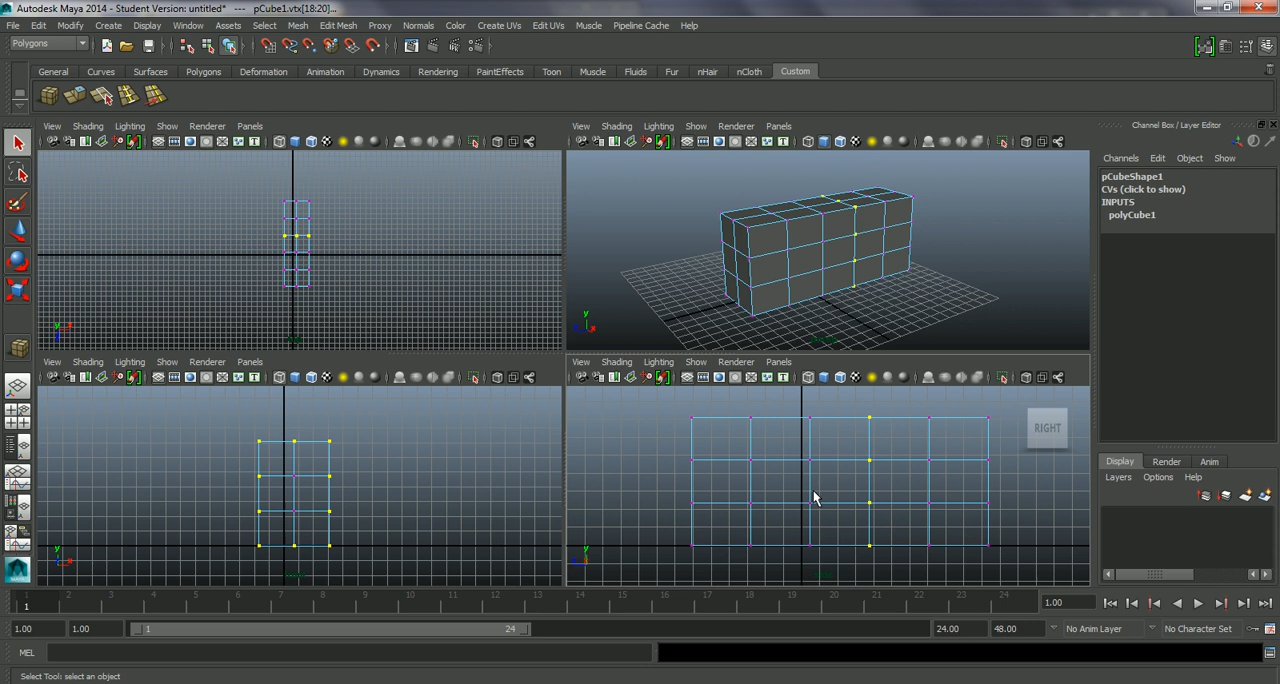 Autodesk Maya 2014 - Student Version: untitled* --- pCube1.vtx[18:20]...
File Edit Modify Create Display Window Assets Select Mesh Edit Mesh Proxy Normals Color Create UVs Edit UVs Muscle Pipeline Cache Help
Polygons
General Curves Surfaces Polygons Deformation Animation Dynamics Rendering PaintEffects Toon Muscle Fluids Fur nHair nCloth Custom
View Shading Lighting Show Renderer Panels
View Shading Lighting Show Renderer Panels
Channel Box / Layer Editor
Channels Edit Object Show
pCubeShape1
CVs (click to show)
INPUTS
polyCube1
y
y
View Shading Lighting Show Renderer Panels
View Shading Lighting Show Renderer Panels
RIGHT
Display Render Anim
Layers Options Help
y
y
1 2 3 4 5 6 7 8 9 10 11 12 13 14 15 16 17 18 19 20 21 22 23 24
1
1.00
1.00 1.00 1 24 24.00 48.00 No Anim Layer No Character Set
MEL
Select Tool: select an object